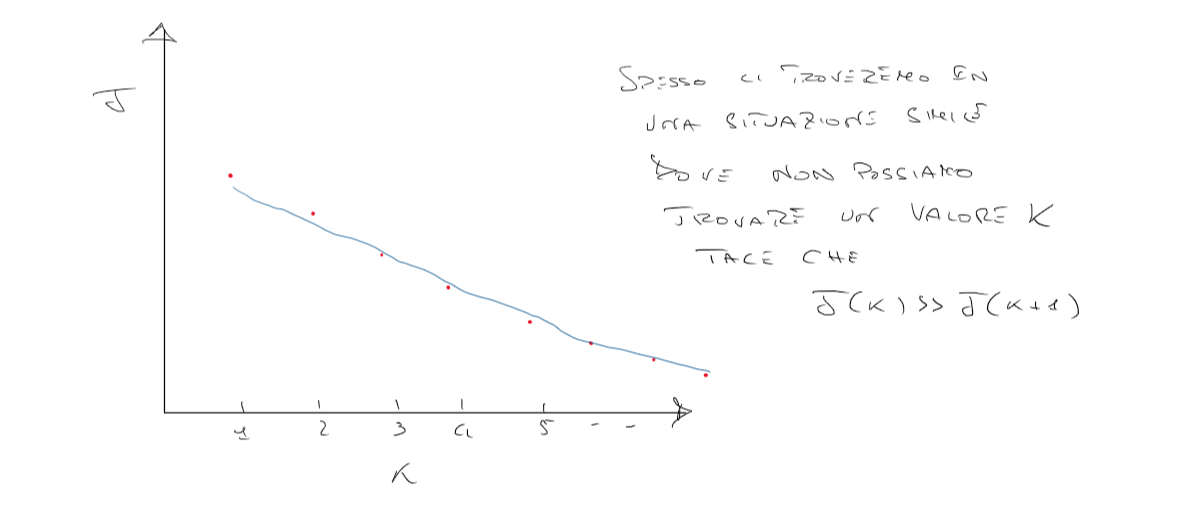 J
SPESSO CI TROVEREMO IN
UNA SITUAZIONE SIMILE
DOVE NON POSSIAMO
TROVARE UN VALORE K
TALE CHE
J(K) >> J(K+1)
1 2 3 4 5 - -
K